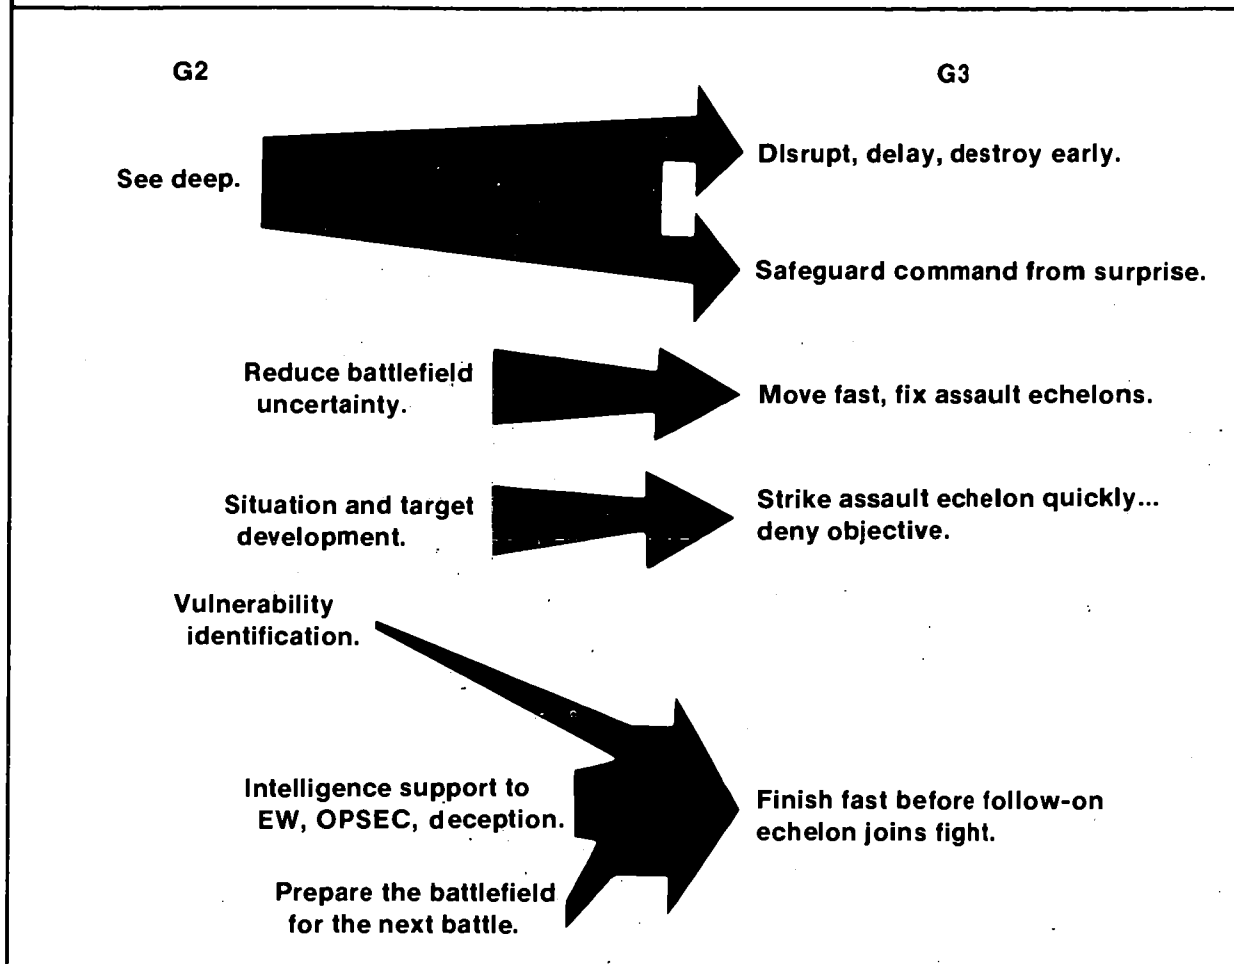 G2
G3
See deep.
Disrupt, delay, destroy early.
Safeguard command from surprise.
Reduce battlefield
uncertainty.
Move fast, fix assault echelons.
Situation and target
development.
Strike assault echelon quickly...
deny objective.
Vulnerability
identification.
Intelligence support to
EW, OPSEC, deception.
Finish fast before follow-on
echelon joins fight.
Prepare the battlefield
for the next battle.